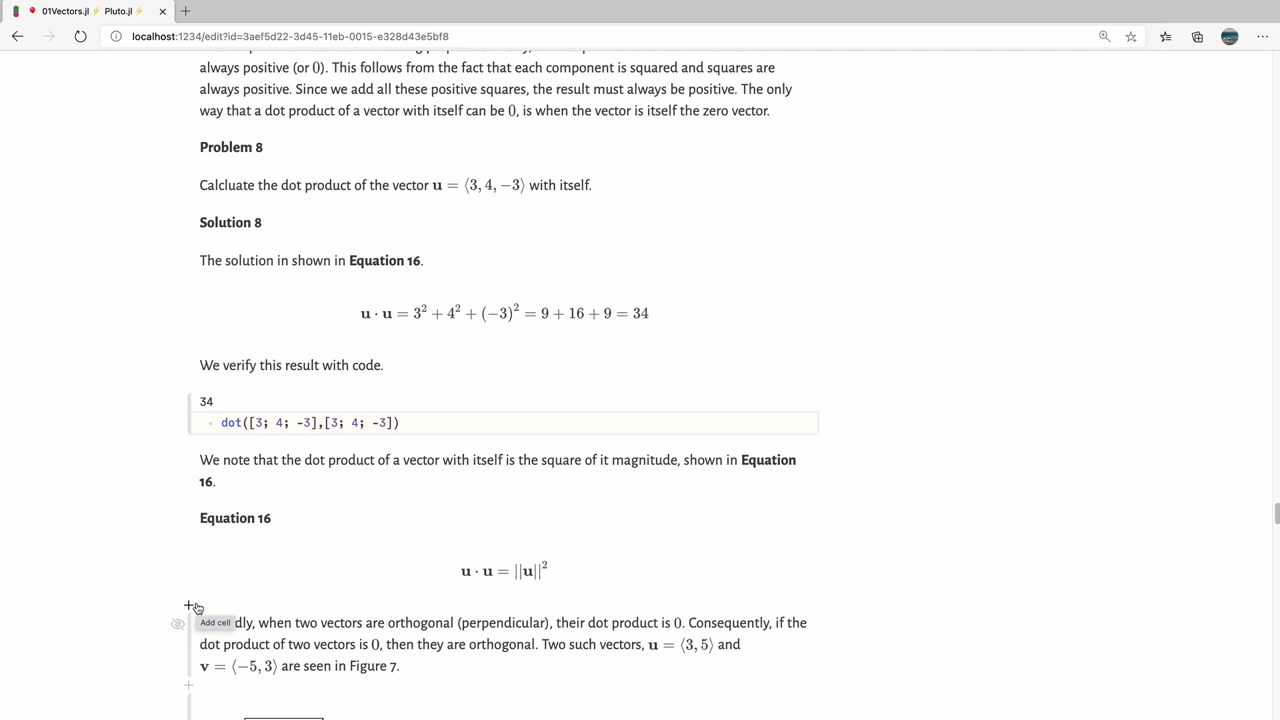 01Vectors.jl⚡ Pluto.jl⚡
localhost:1234/edit?id=3aef5d22-3d45-11eb-0015-e328d43e5bf8
always positive (or 0). This follows from the fact that each component is squared and squares are
always positive. Since we add all these positive squares, the result must always be positive. The only
way that a dot product of a vector with itself can be 0, is when the vector is itself the zero vector.
Problem 8
Calcluate the dot product of the vector u = ⟨3, 4, −3⟩ with itself.
Solution 8
The solution in shown in Equation 16.
u · u = 3² + 4² + (−3)² = 9 + 16 + 9 = 34
We verify this result with code.
34
dot([3; 4; -3],[3; 4; -3])
We note that the dot product of a vector with itself is the square of it magnitude, shown in Equation
16.
Equation 16
u · u = ||u||²
Add cell
dly, when two vectors are orthogonal (perpendicular), their dot product is 0. Consequently, if the
dot product of two vectors is 0, then they are orthogonal. Two such vectors, u = ⟨3, 5⟩ and
v = ⟨−5, 3⟩ are seen in Figure 7.